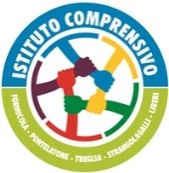 ISTITUTO COMPRENSIVO
FORMICOLA - PONTELATONE - TREGLIA - STRANGOLAGALLI - LIBERI